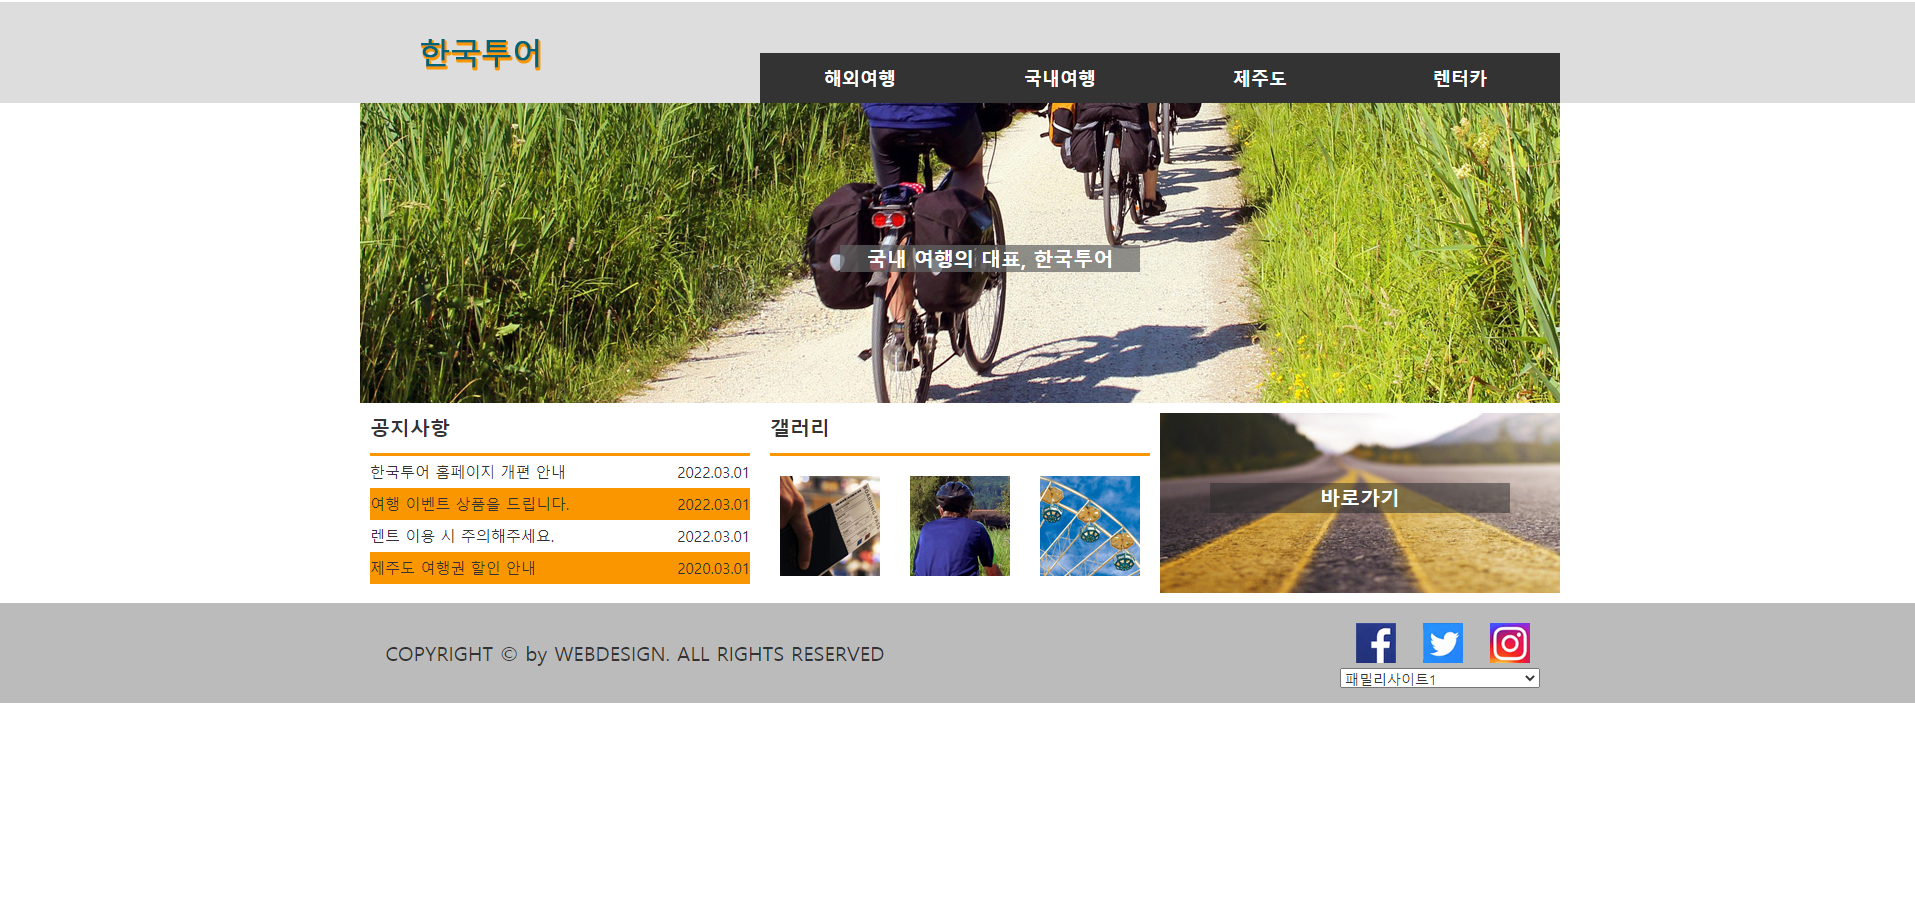 한국투어
해외여행 국내여행 제주도 렌터카
국내 여행의 대표, 한국투어
공지사항
한국투어 홈페이지 개편 안내 2022.03.01
여행 이벤트 상품을 드립니다. 2022.03.01
렌트 이용 시 주의해주세요. 2022.03.01
제주도 여행권 할인 안내 2020.03.01
갤러리
바로가기
COPYRIGHT © by WEBDESIGN. ALL RIGHTS RESERVED
패밀리사이트1